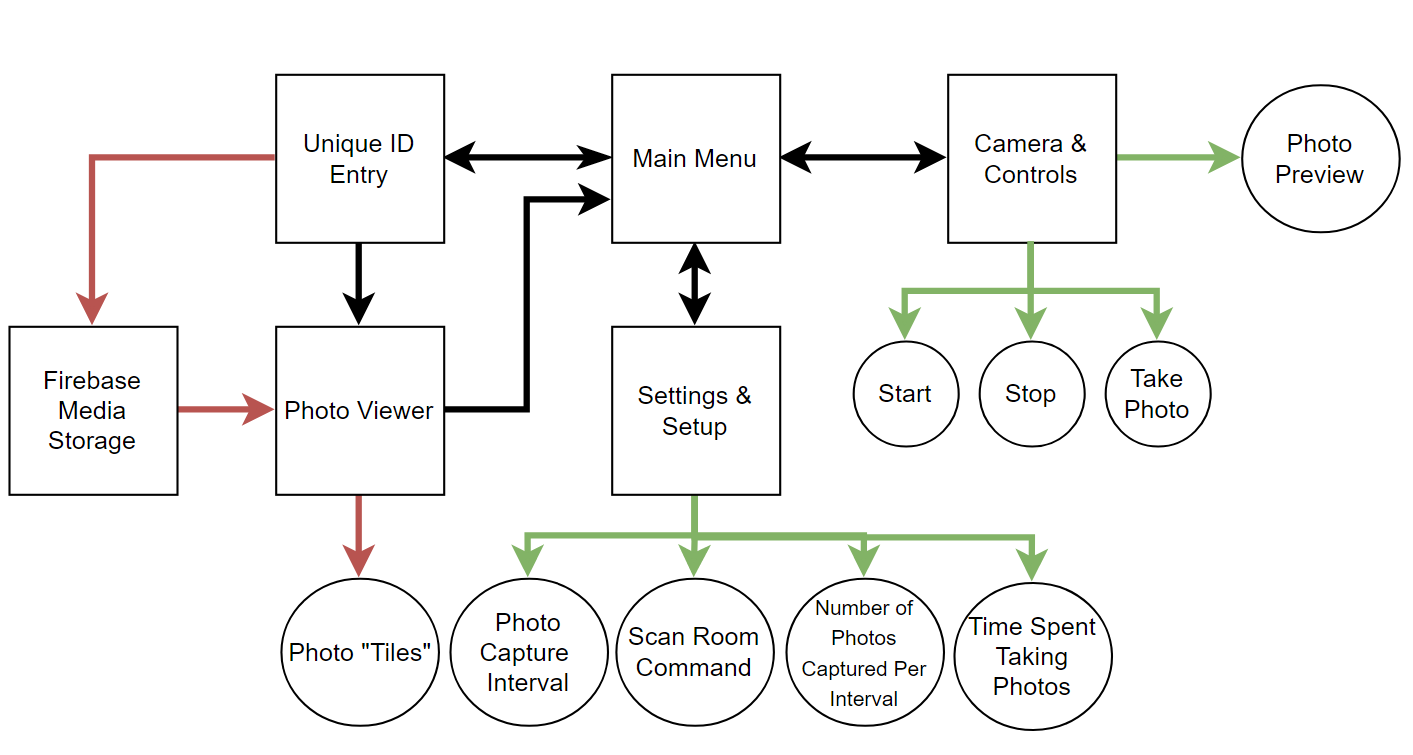 Unique ID
Entry
Main Menu
Camera &
Controls
Photo
Preview
Firebase
Media
Storage
Photo Viewer
Settings &
Setup
Start
Stop
Take
Photo
Photo "Tiles"
Photo
Capture
Interval
Scan Room
Command
Number of
Photos
Captured Per
Interval
Time Spent
Taking
Photos